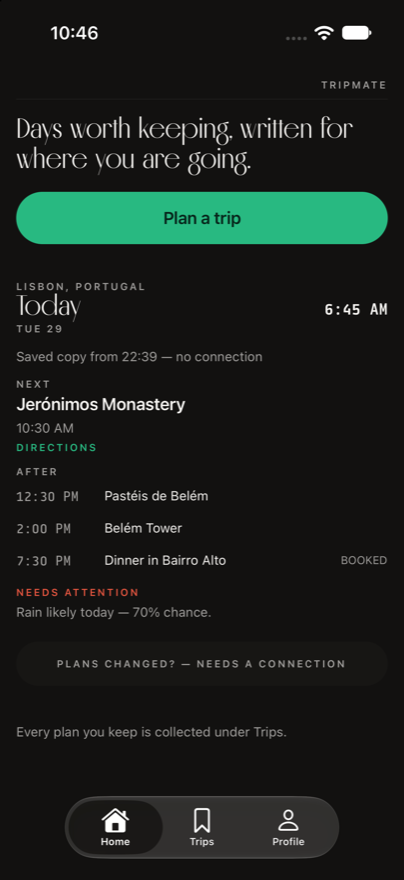 10:46
TRIPMATE
Days worth keeping, written for
where you are going.
Plan a trip
LISBON, PORTUGAL
Today
6:45 AM
TUE 29
Saved copy from 22:39 — no connection
NEXT
Jerónimos Monastery
10:30 AM
DIRECTIONS
AFTER
12:30 PM Pastéis de Belém
2:00 PM Belém Tower
7:30 PM Dinner in Bairro Alto BOOKED
NEEDS ATTENTION
Rain likely today — 70% chance.
PLANS CHANGED? — NEEDS A CONNECTION
Every plan you keep is collected under Trips.
Home Trips Profile